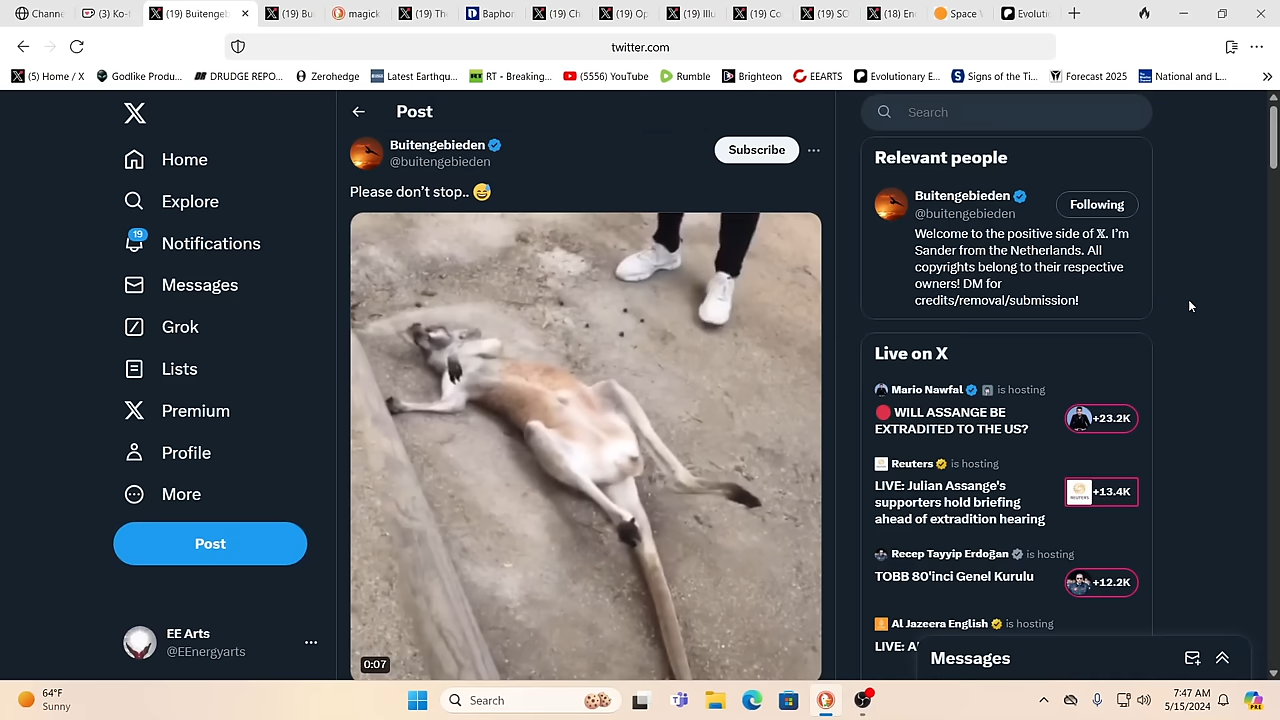 Channe
(3) Ko-f
(19) Buitengeb
(19) Bu
magick
(19) The
Baphor
(19) C
(19) Op
(19) Illu
(19) Co
(19) S
(18) E
Space
Evoluti
twitter.com
(5) Home / X
Godlike Produ...
DRUDGE REPO...
Zerohedge
Latest Earthqu...
RT - Breaking...
(5556) YouTube
Rumble
Brighteon
EEARTS
Evolutionary E...
Signs of the Ti...
Forecast 2025
National and L...
Home
Explore
19
Notifications
Messages
Grok
Lists
Premium
Profile
More
Post
EE Arts
@EEnergyarts
Post
Buitengebieden
@buitengebieden
Subscribe
Please don’t stop.. 😅
0:07
Search
Relevant people
Buitengebieden
@buitengebieden
Following
Welcome to the positive side of 𝕏. I’m
Sander from the Netherlands. All
copyrights belong to their respective
owners! DM for
credits/removal/submission!
Live on X
Mario Nawfal is hosting
🔴 WILL ASSANGE BE
EXTRADITED TO THE US?
+23.2K
Reuters is hosting
LIVE: Julian Assange's
supporters hold briefing
ahead of extradition hearing
REUTERS
+13.4K
Recep Tayyip Erdoğan is hosting
TOBB 80'inci Genel Kurulu
+12.2K
Al Jazeera English is hosting
LIVE:
Messages
64°F
Sunny
Search
7:47 AM
5/15/2024
PRE